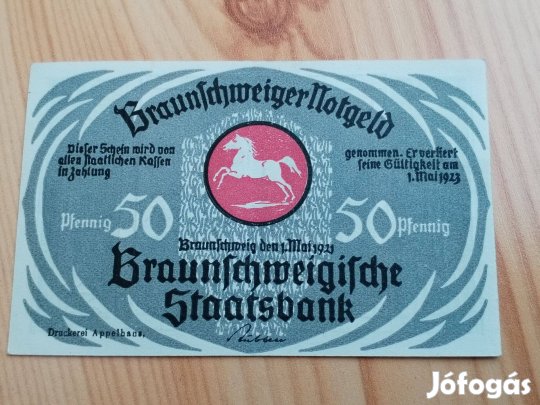 Braunschweiger Notgeld
Dieser Schein wird von
allen staatlichen Kassen
in Zahlung
genommen. Er verliert
seine Gültigkeit am
1. Mai 1923
Pfennig 50
50 Pfennig
Braunschweig den 1. Mai 1921
Braunschweigische
Staatsbank
Druckerei Appelhans.
Jófogás